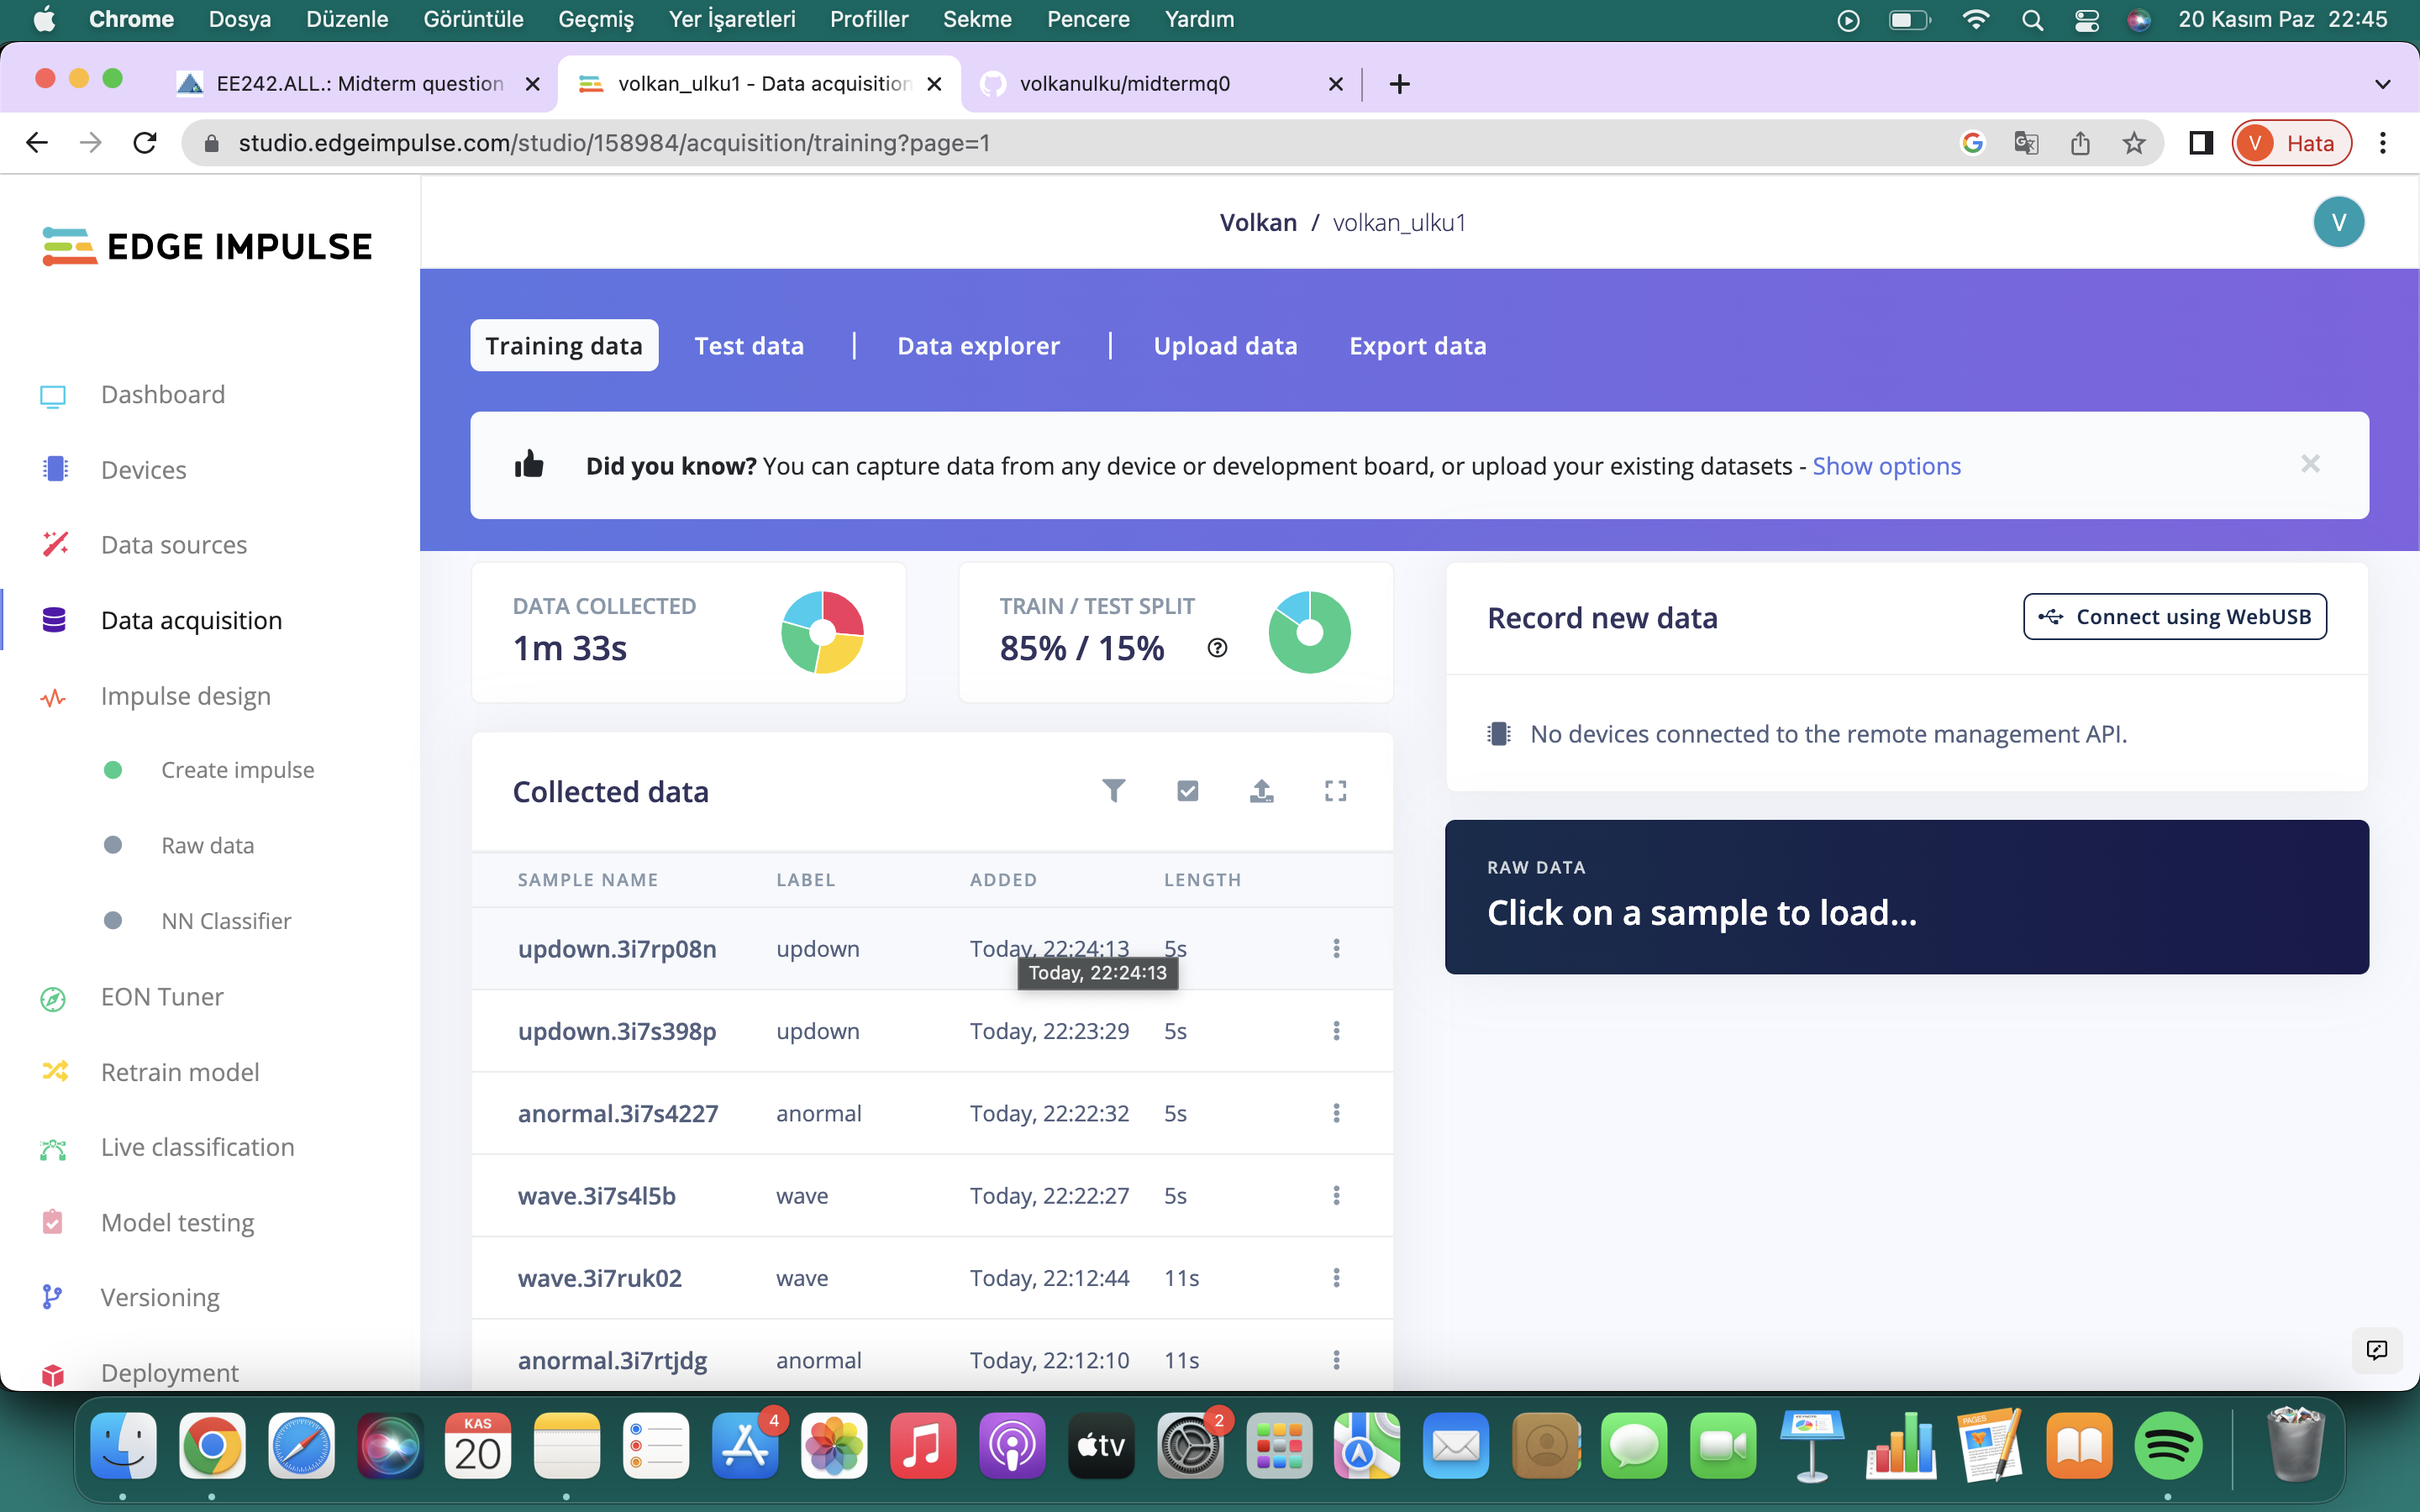 Chrome Dosya Düzenle Görüntüle Geçmiş Yer İşaretleri Profiller Sekme Pencere Yardım 20 Kasım Paz 22:45
EE242.ALL.: Midterm question volkan_ulku1 - Data acquisition volkanulku/midtermq0
studio.edgeimpulse.com/studio/158984/acquisition/training?page=1 V Hata
EDGE IMPULSE
Volkan / volkan_ulku1 V
Training data Test data | Data explorer | Upload data Export data
Did you know? You can capture data from any device or development board, or upload your existing datasets - Show options
Dashboard
Devices
Data sources
Data acquisition
Impulse design
Create impulse
Raw data
NN Classifier
EON Tuner
Retrain model
Live classification
Model testing
Versioning
Deployment
DATA COLLECTED
1m 33s
TRAIN / TEST SPLIT
85% / 15%
Record new data
Connect using WebUSB
No devices connected to the remote management API.
RAW DATA
Click on a sample to load...
Collected data
SAMPLE NAME LABEL ADDED LENGTH
updown.3i7rp08n updown Today, 22:24:13 5s
Today, 22:24:13
updown.3i7s398p updown Today, 22:23:29 5s
anormal.3i7s4227 anormal Today, 22:22:32 5s
wave.3i7s4l5b wave Today, 22:22:27 5s
wave.3i7ruk02 wave Today, 22:12:44 11s
anormal.3i7rtjdg anormal Today, 22:12:10 11s
KAS
20
4
tv
2
PAGES